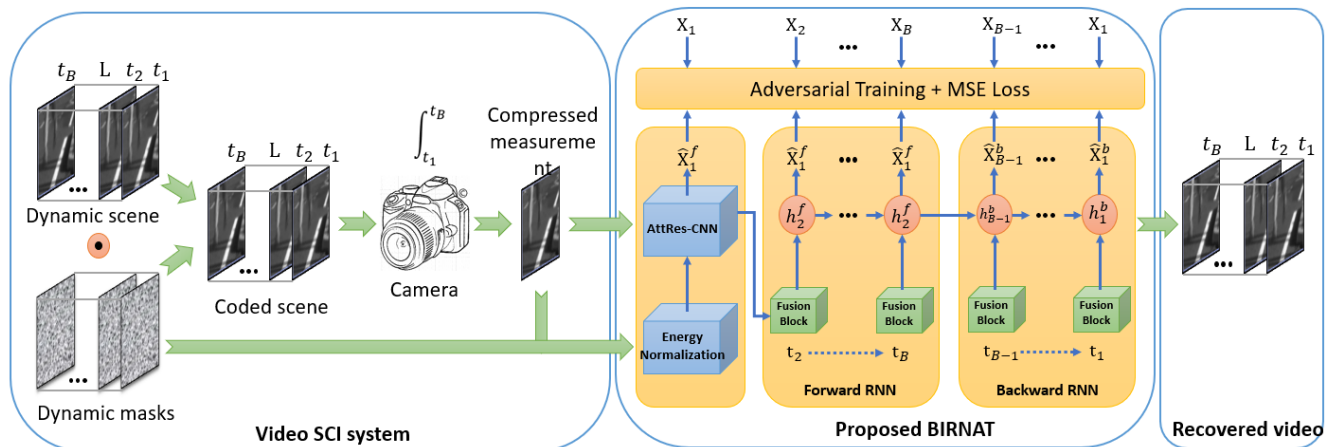 t_B L t_2 t_1
...
Dynamic scene
Dynamic masks
...
t_B L t_2 t_1
...
Coded scene
∫_{t_1}^{t_B}
©
Camera
Compressed
measureme
nt
Video SCI system
X_1 X_2 ... X_B X_{B−1} ... X_1
Adversarial Training + MSE Loss
X̂_1^f X̂_1^f ... X̂_1^f X̂_{B−1}^b ... X̂_1^b
AttRes-CNN
h_2^f ... h_2^f h_{B−1}^b ... h_1^b
Energy
Normalization
Fusion
Block
Fusion
Block
Fusion
Block
Fusion
Block
t_2 t_B
t_{B−1} t_1
Forward RNN
Backward RNN
Proposed BIRNAT
t_B L t_2 t_1
...
Recovered video